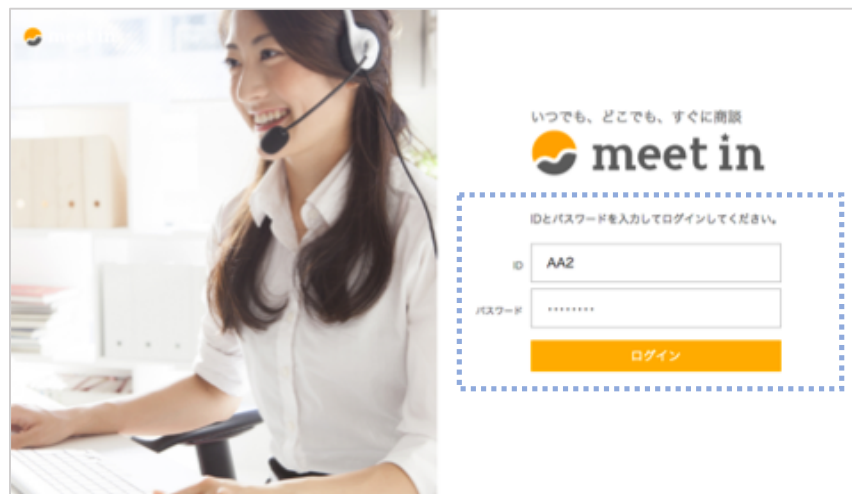 いつでも、どこでも、すぐに商談
meet in
IDとパスワードを入力してログインしてください。
ID
AA2
パスワード
********
ログイン